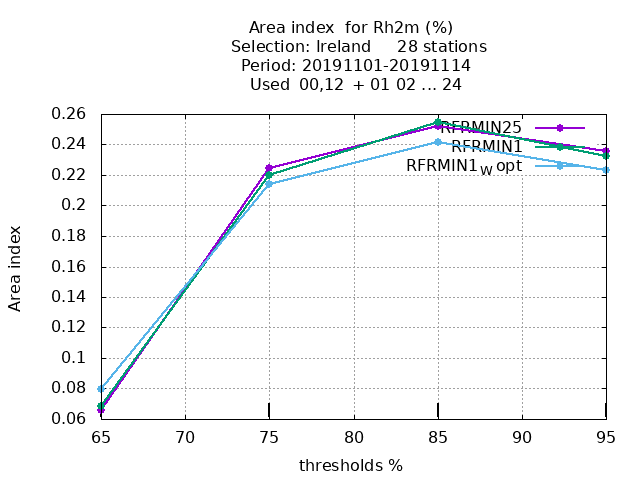 Area index  for Rh2m (%)
Selection: Ireland     28 stations
Period: 20191101-20191114
Used  00,12  + 01 02 ... 24
0.26
0.24
0.22
0.2
0.18
0.16
0.14
0.12
0.1
0.08
0.06
Area index
RFRMIN25
RFRMIN1
RFRMIN1w opt
65 70 75 80 85 90 95
thresholds %